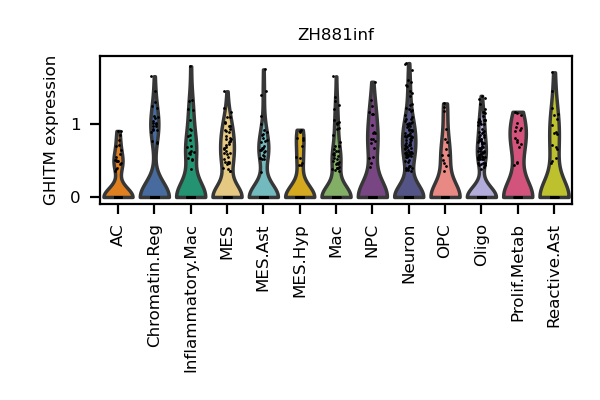 ZH881inf
GHITM expression
1
0
AC
Chromatin.Reg
Inflammatory.Mac
MES
MES.Ast
MES.Hyp
Mac
NPC
Neuron
OPC
Oligo
Prolif.Metab
Reactive.Ast